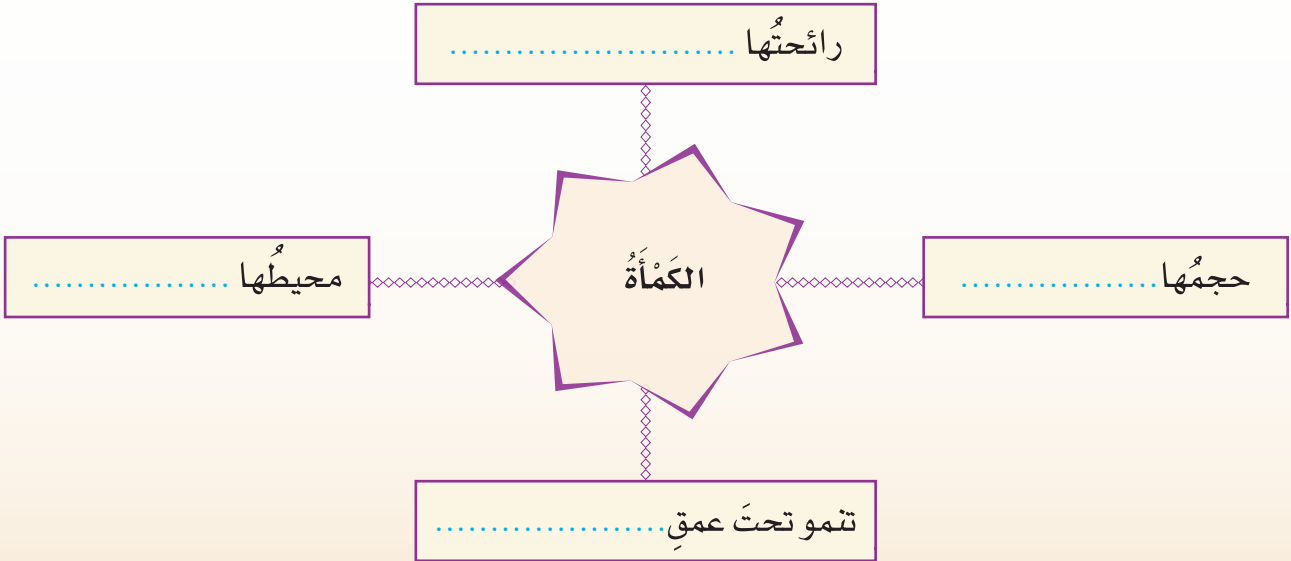 رائحتُها .........................
حجمُها ..................
الكَمْأَةُ
محيطُها ..................
تنمو تحتَ عمقِ .....................